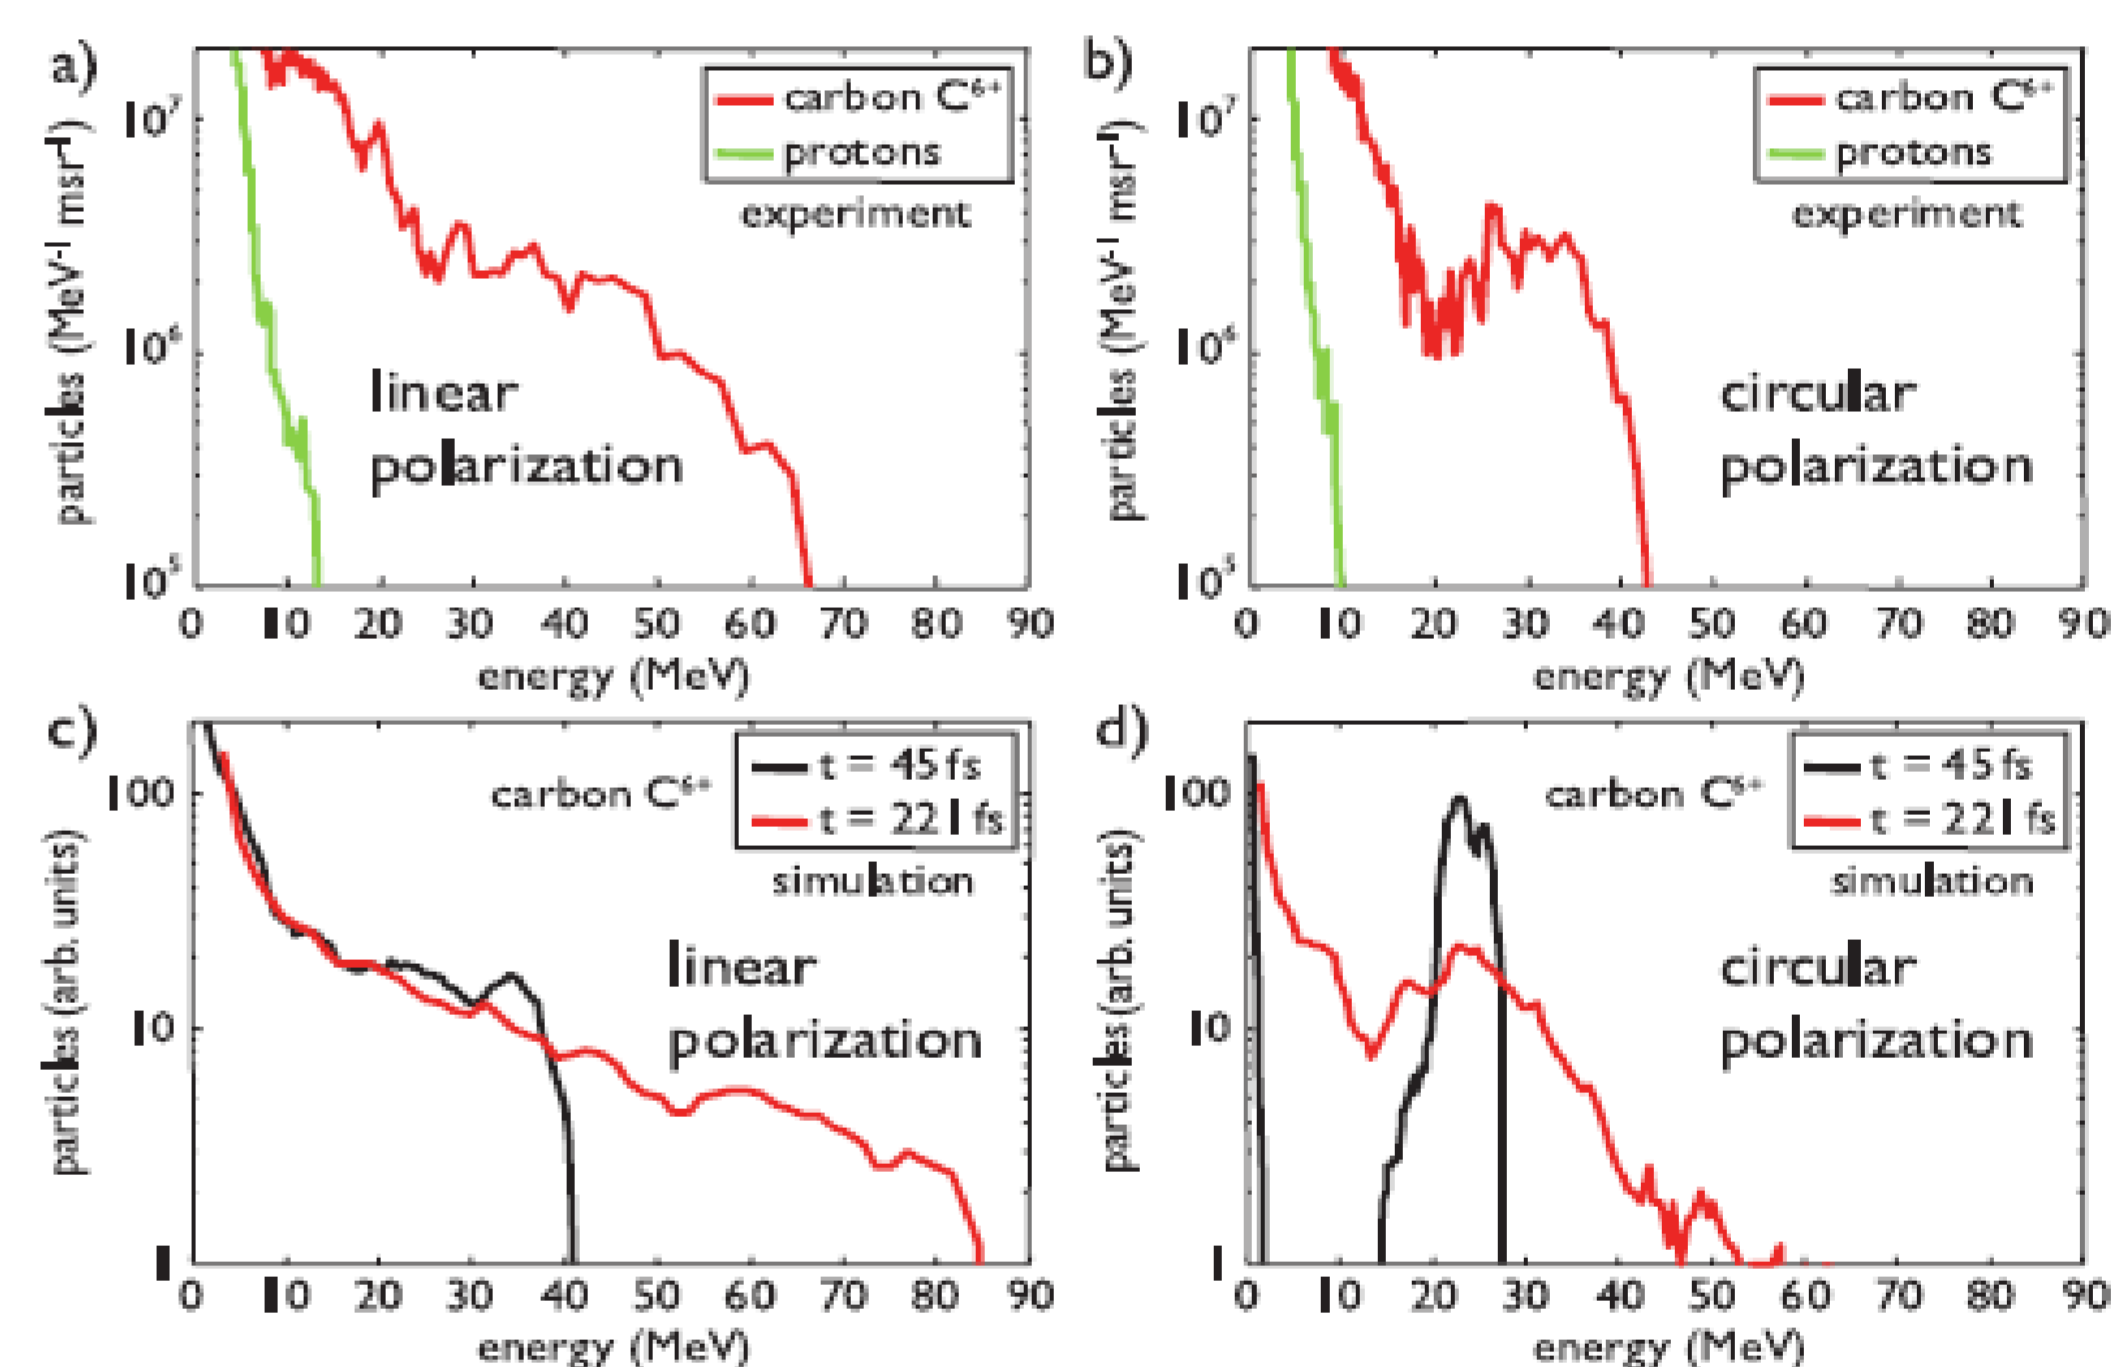 a)
particles (MeV⁻¹ msr⁻¹)
10⁷
10⁶
10⁵
carbon C⁶⁺
protons
experiment
linear
polarization
0 10 20 30 40 50 60 70 80 90
energy (MeV)
b)
particles (MeV⁻¹ msr⁻¹)
10⁷
10⁶
10⁵
carbon C⁶⁺
protons
experiment
circular
polarization
0 10 20 30 40 50 60 70 80 90
energy (MeV)
c)
particles (arb. units)
100
10
1
carbon C⁶⁺
t = 45 fs
t = 221 fs
simulation
linear
polarization
0 10 20 30 40 50 60 70 80 90
energy (MeV)
d)
particles (arb. units)
100
10
1
carbon C⁶⁺
t = 45 fs
t = 221 fs
simulation
circular
polarization
0 10 20 30 40 50 60 70 80 90
energy (MeV)